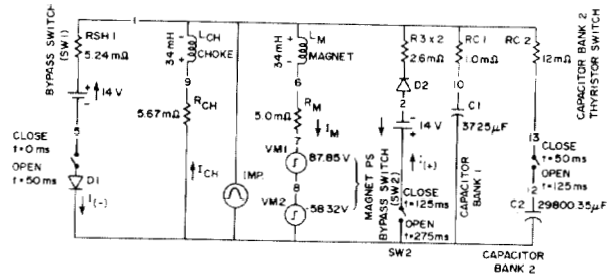 BYPASS SWITCH
(SW1)
RSH 1
5.24mΩ
+
-
14 V
5
CLOSE
t=0 ms
OPEN
t=50 ms
D1
i(-)
1
34mH
+
-
LCH
CHOKE
9
RCH
5.67mΩ
ICH
IMP.
34mH
+
-
LM
MAGNET
6
RM
5.0mΩ
IM
7
VM1
87.85V
8
VM2
-58.32V
MAGNET PS
BYPASS SWITCH
(SW2)
R3 x 2
2.6mΩ
D2
2
+
-
14 V
i(+)
CLOSE
t=125ms
OPEN
t=275ms
SW2
RC 1
1.0mΩ
10
C1
3725µF
CAPACITOR
BANK 1
RC 2
12mΩ
13
CLOSE
t=50ms
OPEN
t=125ms
12
C2
29800.35µF
CAPACITOR
BANK 2
CAPACITOR BANK 2
THYRISTOR SWITCH